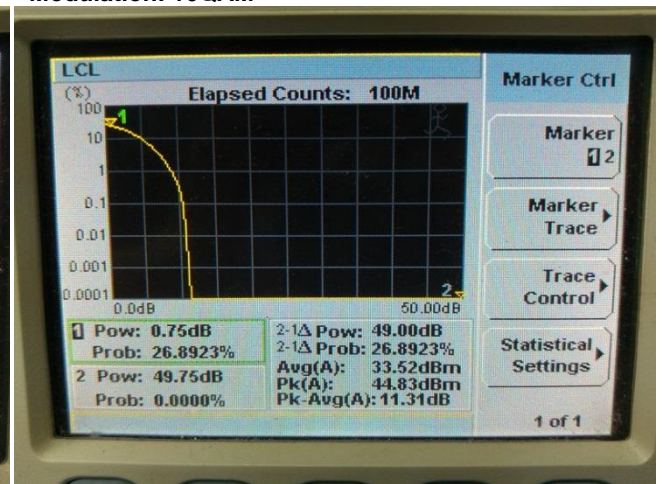 Modulation: 16QAM
LCL
(%)
Elapsed Counts: 100M
100
10
1
0.1
0.01
0.001
0.0001
1
2
0.0dB
50.00dB
1 Pow: 0.75dB
Prob: 26.8923%
2 Pow: 49.75dB
Prob: 0.0000%
2-1Δ Pow: 49.00dB
2-1Δ Prob: 26.8923%
Avg(A): 33.52dBm
Pk(A): 44.83dBm
Pk-Avg(A): 11.31dB
Marker Ctrl
Marker
1 2
Marker
Trace
Trace
Control
Statistical
Settings
1 of 1